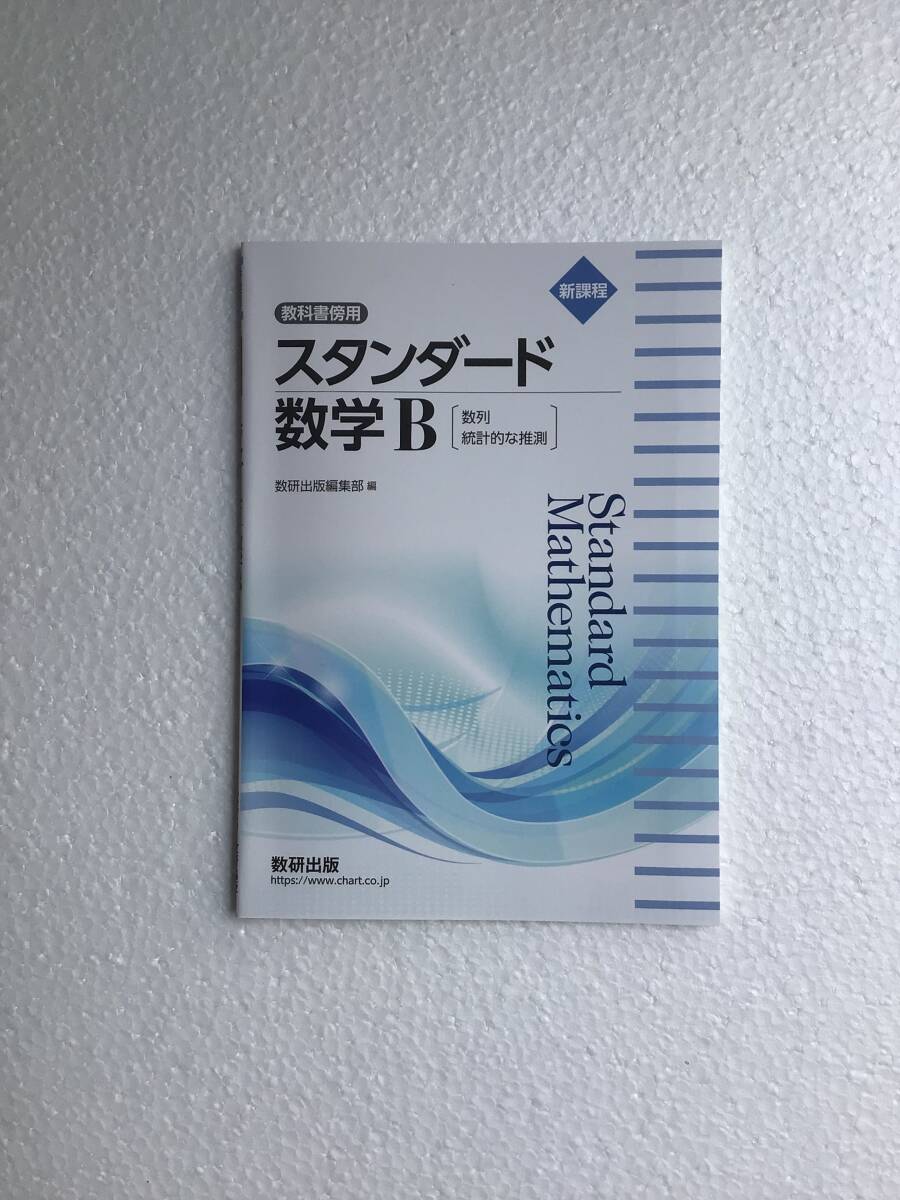 新課程
教科書傍用
スタンダード
数学B
数列
統計的な推測
数研出版編集部 編
Standard
Mathematics
数研出版
https://www.chart.co.jp